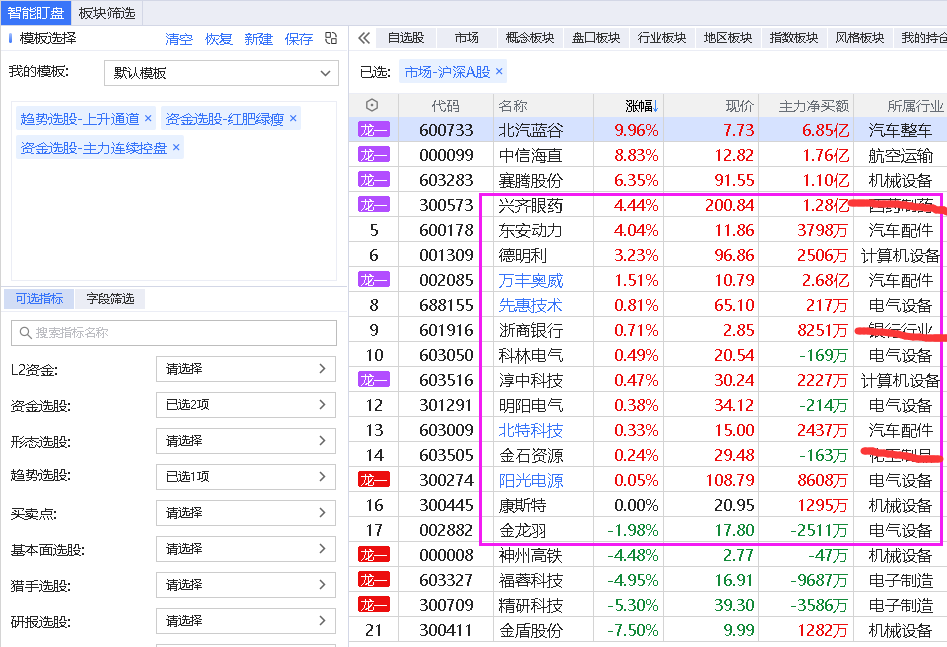 智能盯盘 板块筛选
模板选择 清空 恢复 新建 保存
我的模板: 默认模板
趋势选股-上升通道 × 资金选股-红肥绿瘦 ×
资金选股-主力连续控盘 ×
可选指标 字段筛选
搜索指标名称
L2资金: 请选择
资金选股: 已选2项
形态选股: 请选择
趋势选股: 已选1项
买卖点: 请选择
基本面选股: 请选择
猎手选股: 请选择
研报选股: 请选择
自选股 市场 概念板块 盘口板块 行业板块 地区板块 指数板块 风格板块 我的持仓
已选: 市场-沪深A股 ×
代码 名称 涨幅↓ 现价 主力净买额 所属行业
龙一 600733 北汽蓝谷 9.96% 7.73 6.85亿 汽车整车
龙一 000099 中信海直 8.83% 12.82 1.76亿 航空运输
龙一 603283 赛腾股份 6.35% 91.55 1.10亿 机械设备
龙一 300573 兴齐眼药 4.44% 200.84 1.28亿 西药制药
5 600178 东安动力 4.04% 11.86 3798万 汽车配件
6 001309 德明利 3.23% 96.86 2506万 计算机设备
龙一 002085 万丰奥威 1.51% 10.79 2.68亿 汽车配件
8 688155 先惠技术 0.81% 65.10 217万 电气设备
9 601916 浙商银行 0.71% 2.85 8251万 银行行业
10 603050 科林电气 0.49% 20.54 -169万 电气设备
龙一 603516 淳中科技 0.47% 30.24 2227万 计算机设备
12 301291 明阳电气 0.38% 34.12 -214万 电气设备
13 603009 北特科技 0.33% 15.00 2437万 汽车配件
14 603505 金石资源 0.24% 29.48 -163万 化工制品
龙一 300274 阳光电源 0.05% 108.79 8608万 电气设备
16 300445 康斯特 0.00% 20.95 1295万 机械设备
17 002882 金龙羽 -1.98% 17.80 -2511万 电气设备
龙一 000008 神州高铁 -4.48% 2.77 -47万 机械设备
龙一 603327 福蓉科技 -4.95% 16.91 -9687万 电子制造
龙一 300709 精研科技 -5.30% 39.30 -3586万 电子制造
21 300411 金盾股份 -7.50% 9.99 1282万 机械设备